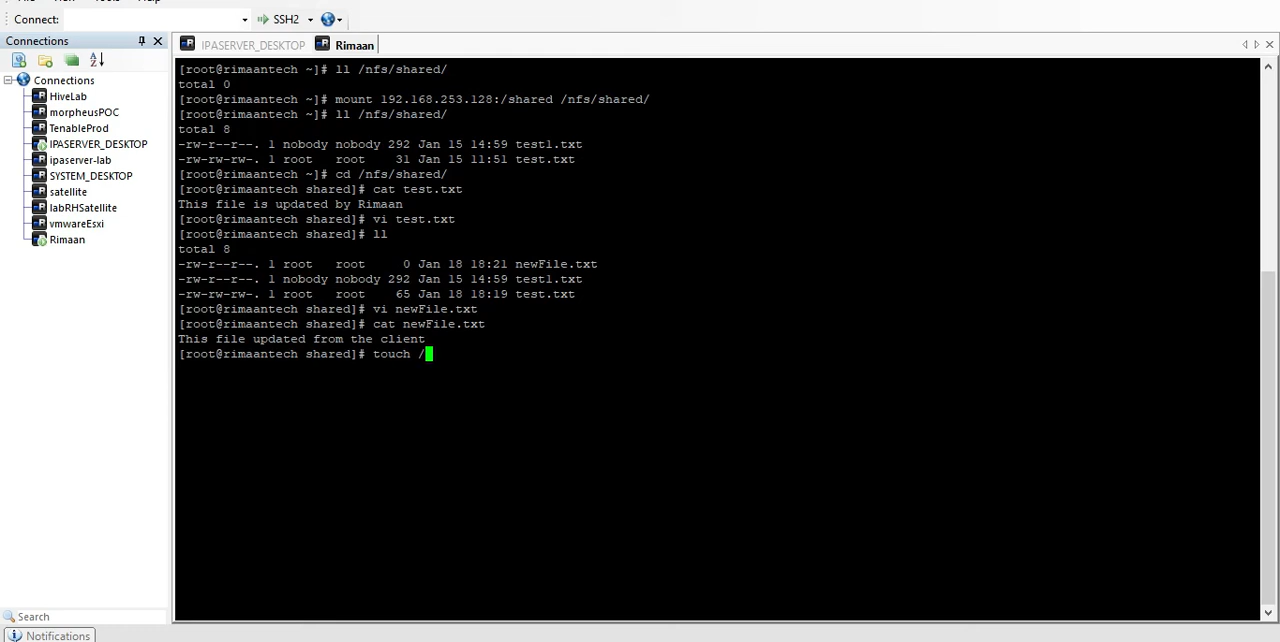 Connect:
SSH2
Connections
IPASERVER_DESKTOP
Rimaan
Connections
HiveLab
morpheusPOC
TenableProd
IPASERVER_DESKTOP
ipaserver-lab
SYSTEM_DESKTOP
satellite
labRHSatellite
vmwareEsxi
Rimaan
[root@rimaantech ~]# ll /nfs/shared/
total 0
[root@rimaantech ~]# mount 192.168.253.128:/shared /nfs/shared/
[root@rimaantech ~]# ll /nfs/shared/
total 8
-rw-r--r--. 1 nobody nobody 292 Jan 15 14:59 test1.txt
-rw-rw-rw-. 1 root   root    31 Jan 15 11:51 test.txt
[root@rimaantech ~]# cd /nfs/shared/
[root@rimaantech shared]# cat test.txt
This file is updated by Rimaan
[root@rimaantech shared]# vi test.txt
[root@rimaantech shared]# ll
total 8
-rw-r--r--. 1 root   root     0 Jan 18 18:21 newFile.txt
-rw-r--r--. 1 nobody nobody 292 Jan 15 14:59 test1.txt
-rw-rw-rw-. 1 root   root    65 Jan 18 18:19 test.txt
[root@rimaantech shared]# vi newFile.txt
[root@rimaantech shared]# cat newFile.txt
This file updated from the client
[root@rimaantech shared]# touch /
Search
Notifications